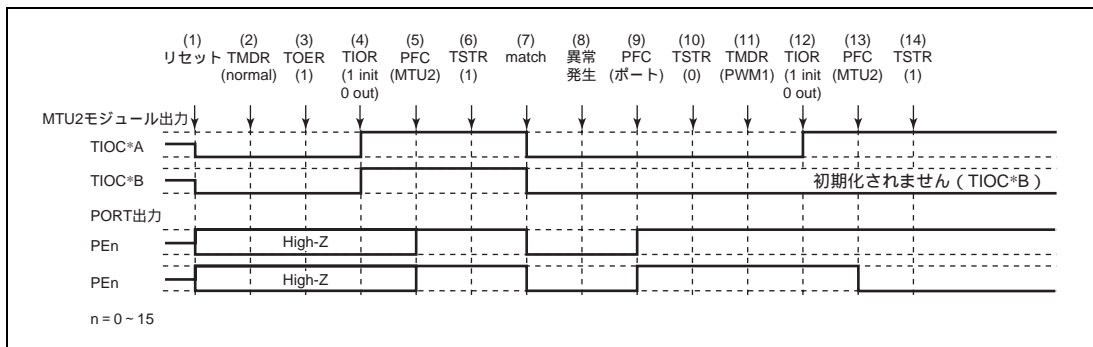 (1) (2) (3) (4) (5) (6) (7) (8) (9) (10) (11) (12) (13) (14)
リセット TMDR TOER TIOR PFC TSTR match 異常 PFC TSTR TMDR TIOR PFC TSTR
(normal) (1) (1 init (MTU2) (1) 発生 (ポート) (0) (PWM1) (1 init (MTU2) (1)
0 out) 0 out)
MTU2モジュール出力
TIOC*A
TIOC*B 初期化されません（TIOC*B）
PORT出力
PEn High-Z
PEn High-Z
n = 0 ~ 15